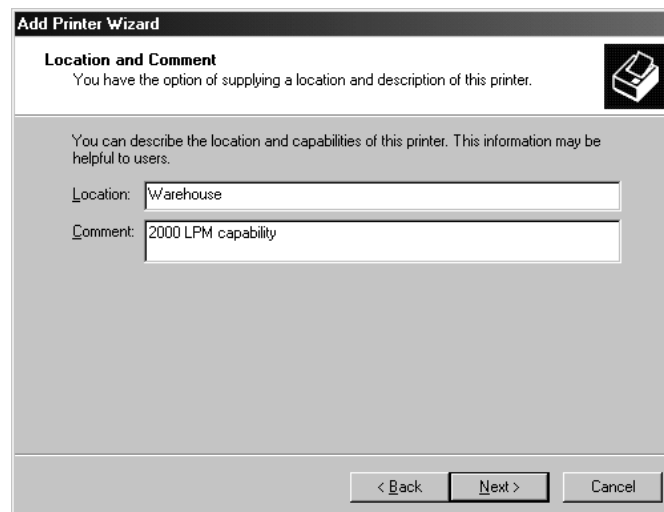 Add Printer Wizard
Location and Comment
You have the option of supplying a location and description of this printer.
You can describe the location and capabilities of this printer. This information may be
helpful to users.
Location: Warehouse
Comment: 2000 LPM capability
< Back Next > Cancel